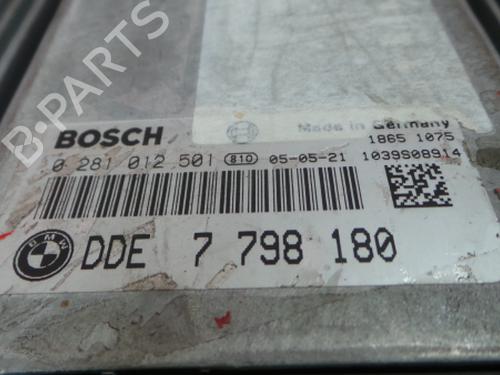 B-PARTS
Made in Germany
BOSCH
1865 1075
0 281 012 501 810 05-05-21 1039S08914
BMW
DDE 7 798 180